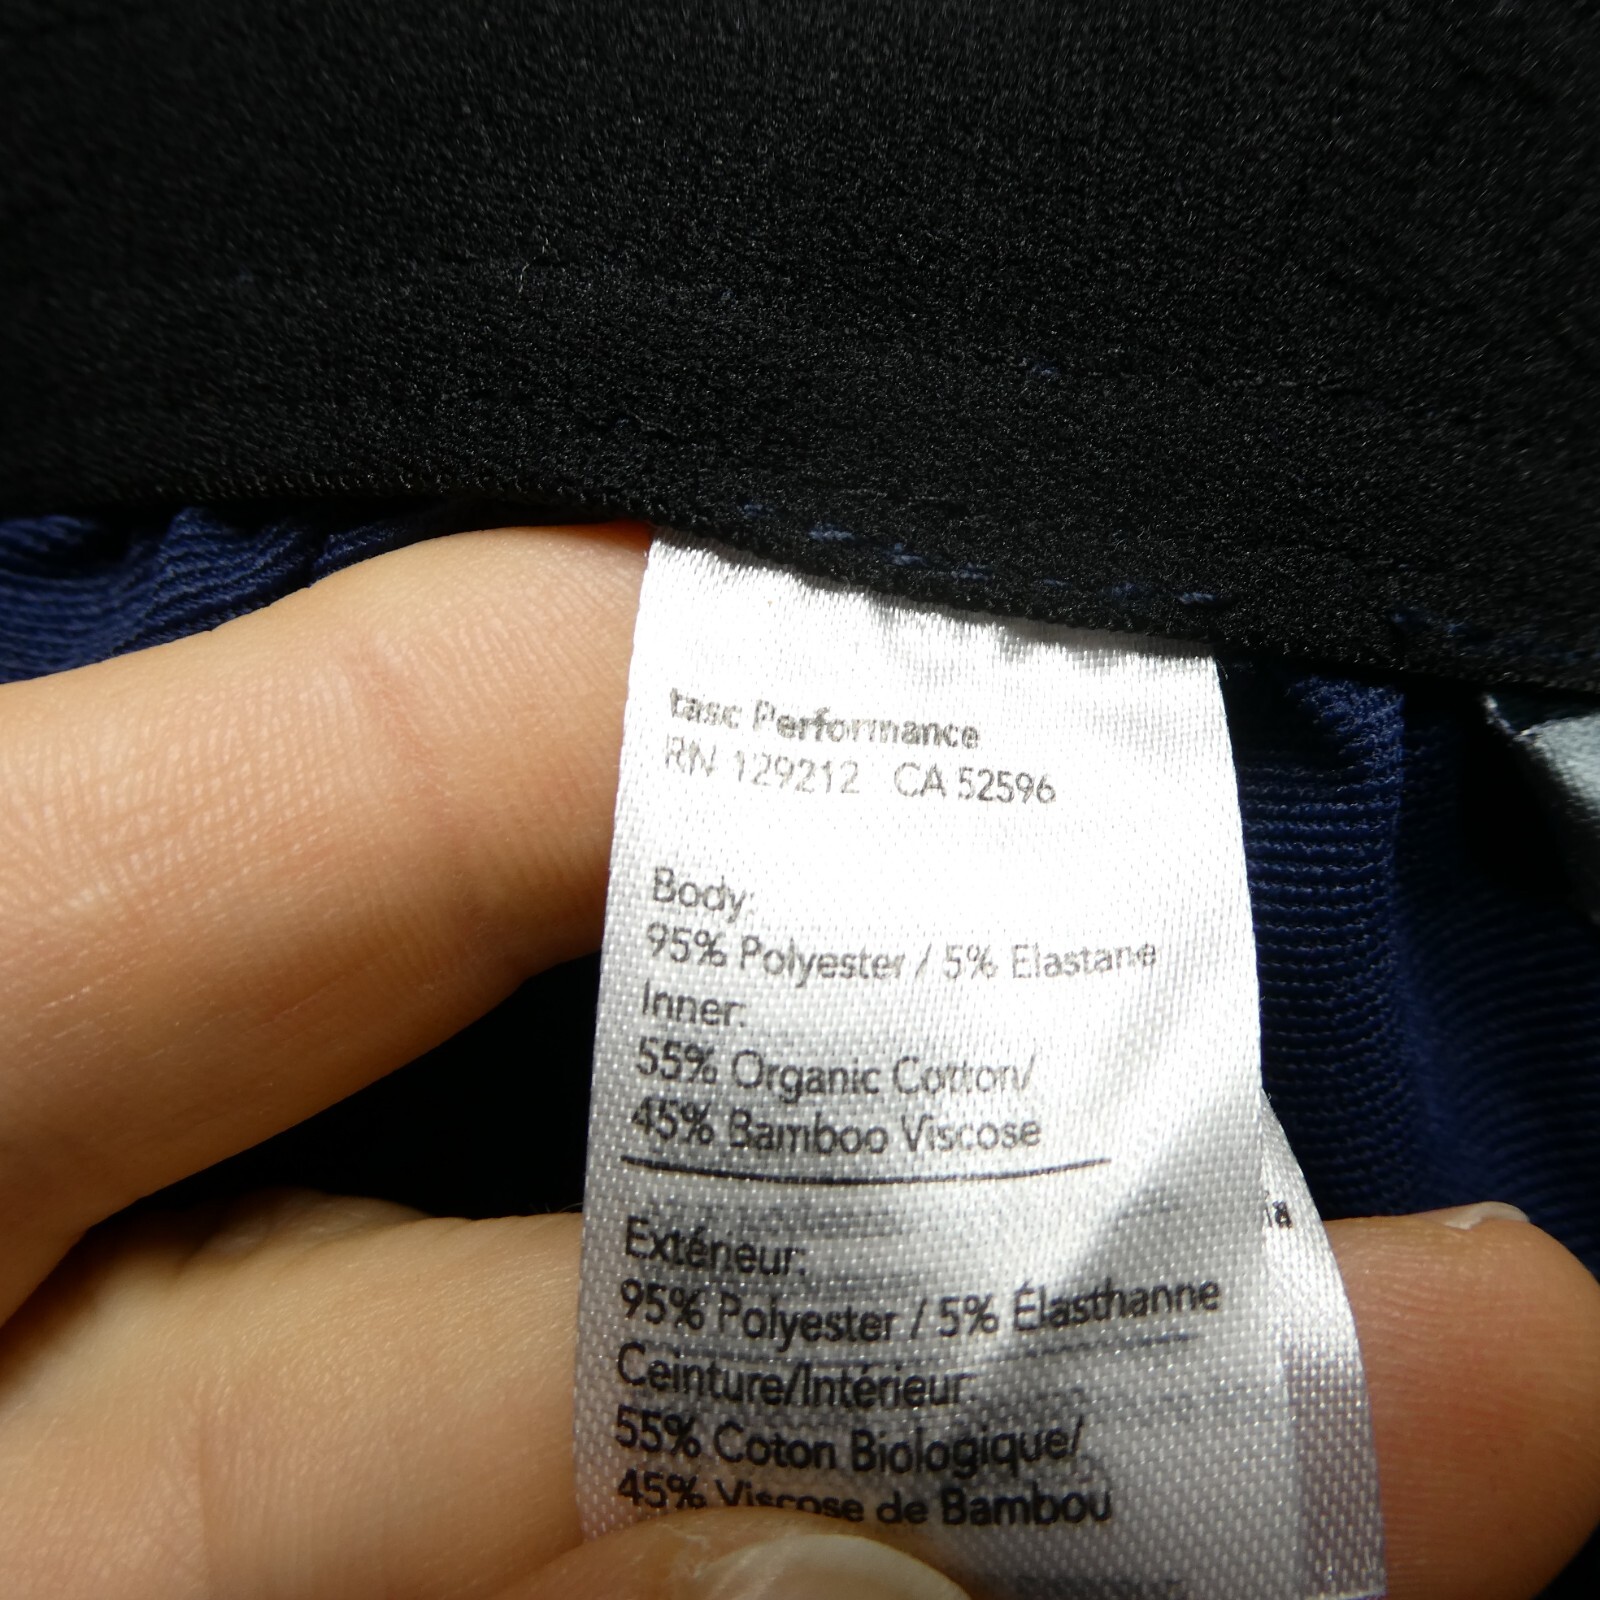 tasc Performance
RN 129212 CA 52596
Body:
95% Polyester / 5% Elastane
Inner:
55% Organic Cotton/
45% Bamboo Viscose
Extérieur:
95% Polyester / 5% Élasthanne
Ceinture/Intérieur:
55% Coton Biologique/
45% Viscose de Bambou
ia